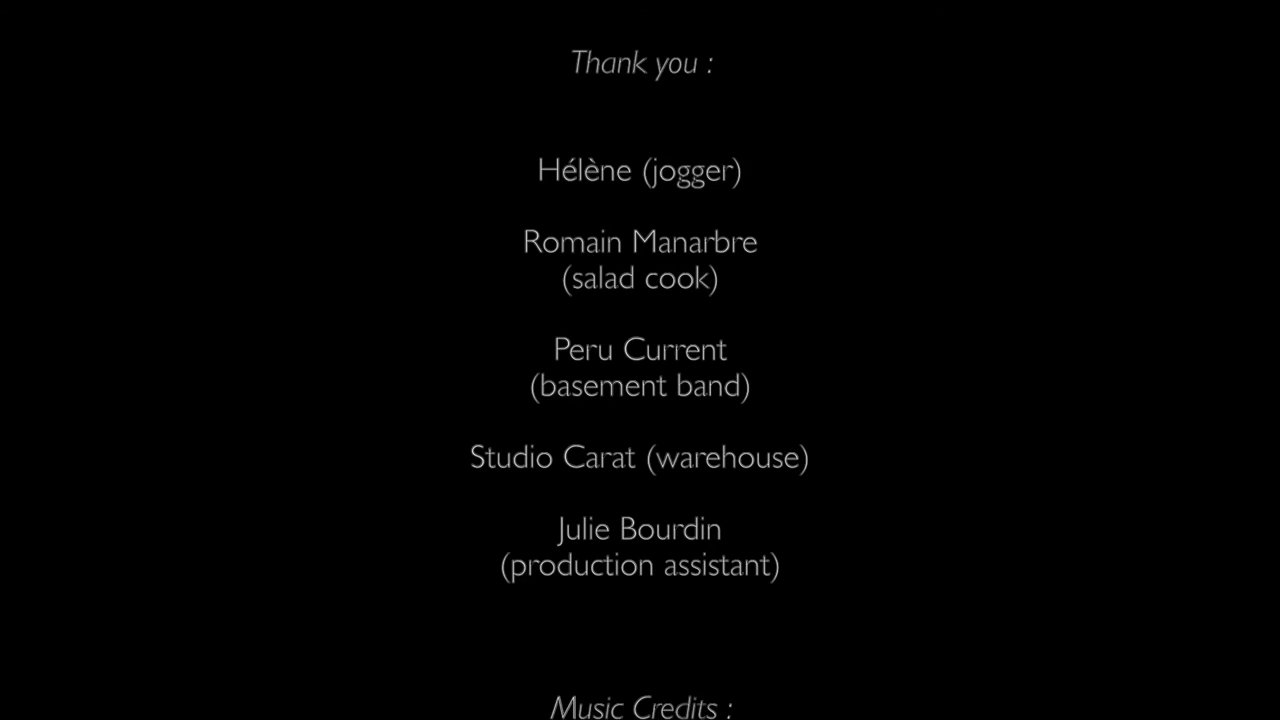 Thank you :
Hélène (jogger)
Romain Manarbre
(salad cook)
Peru Current
(basement band)
Studio Carat (warehouse)
Julie Bourdin
(production assistant)
Music Credits :